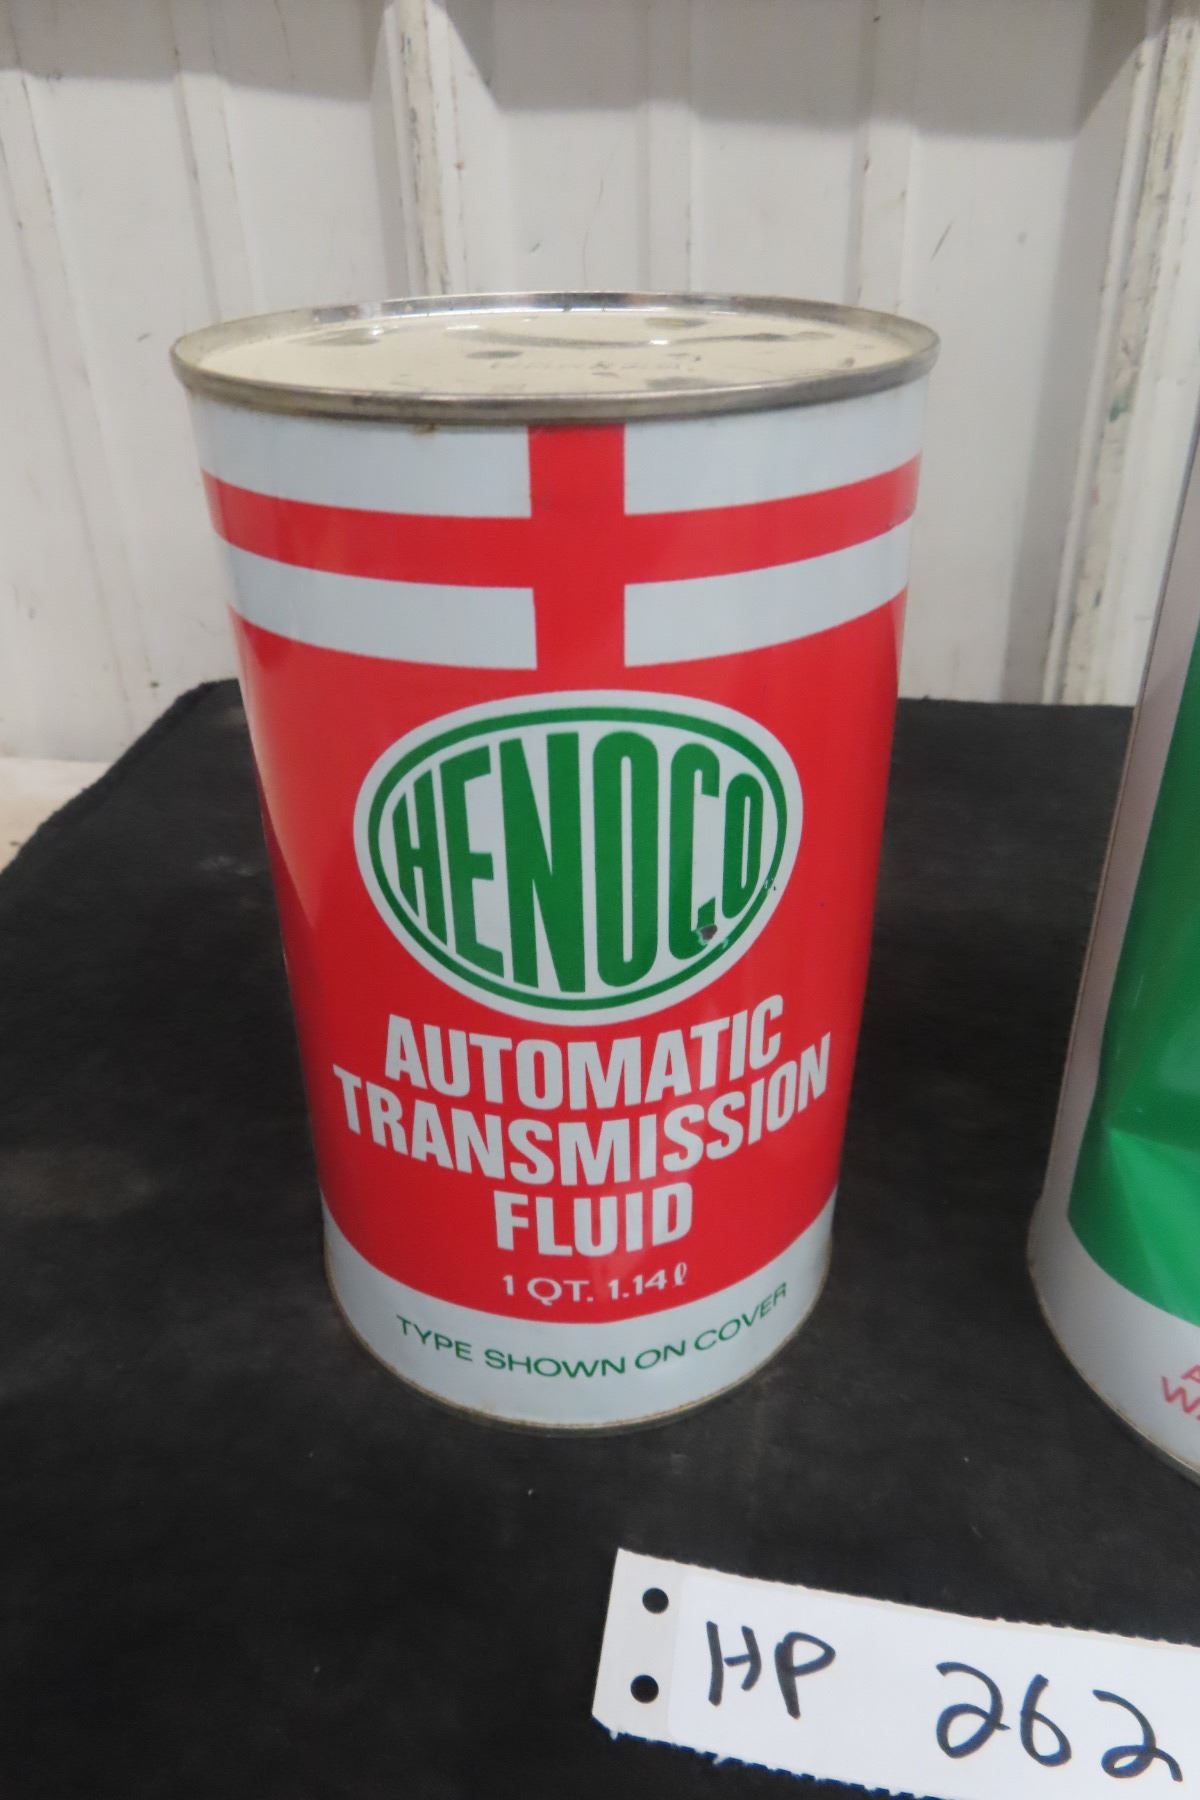 HENOCO
AUTOMATIC
TRANSMISSION
FLUID
1 QT. 1.14 ℓ
TYPE SHOWN ON COVER
HP 262